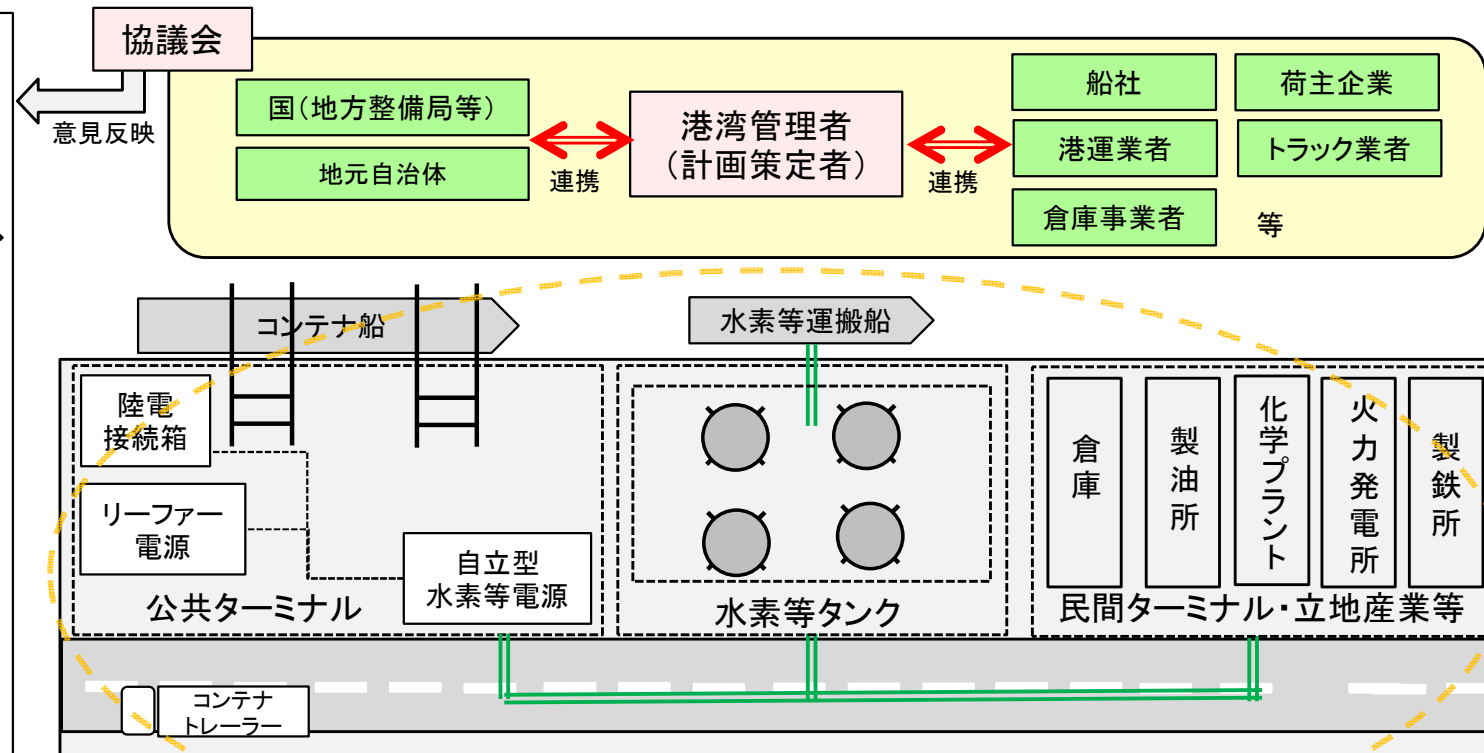 協議会
意見反映
国(地方整備局等)
地元自治体
連携
港湾管理者
(計画策定者)
連携
船社
荷主企業
港運業者
トラック業者
倉庫事業者
等
コンテナ船
水素等運搬船
陸電
接続箱
リーファー
電源
自立型
水素等電源
公共ターミナル
水素等タンク
倉庫
製油所
化学プラント
火力発電所
製鉄所
民間ターミナル・立地産業等
コンテナ
トレーラー